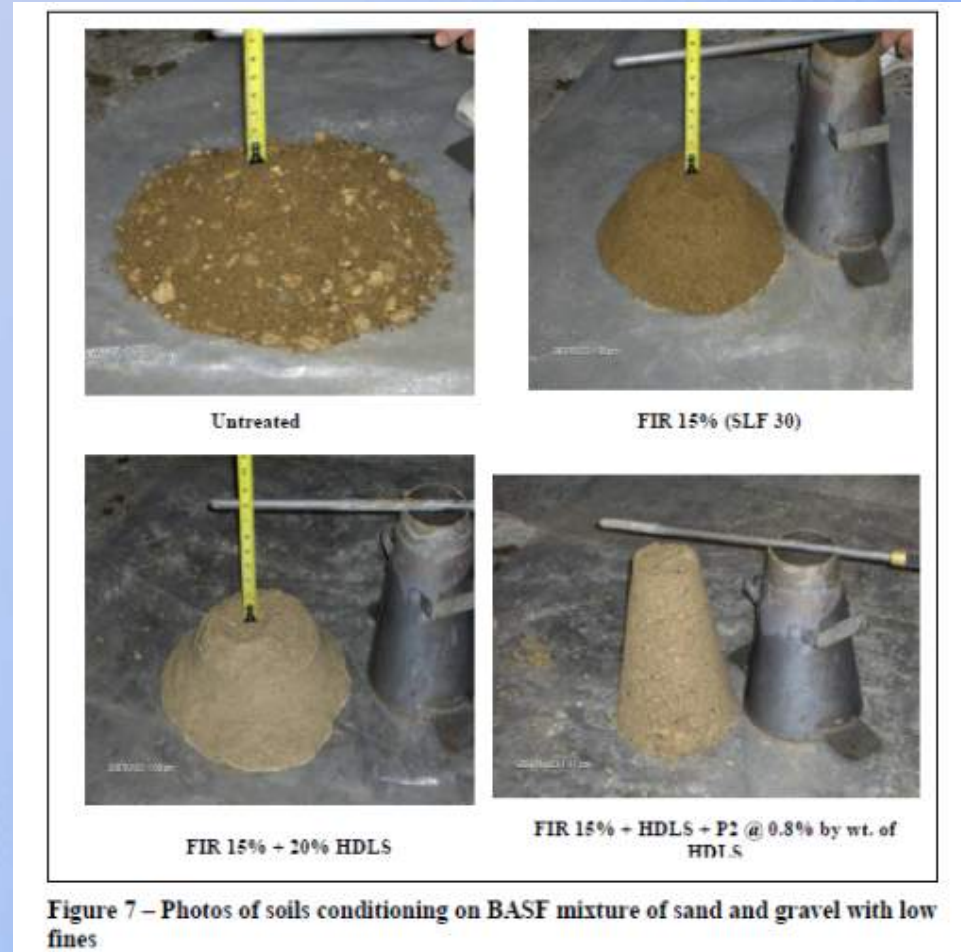 Untreated
FIR 15% (SLF 30)
FIR 15% + 20% HDLS
FIR 15% + HDLS + P2 @ 0.8% by wt. of
HDLS
Figure 7 – Photos of soils conditioning on BASF mixture of sand and gravel with low
fines